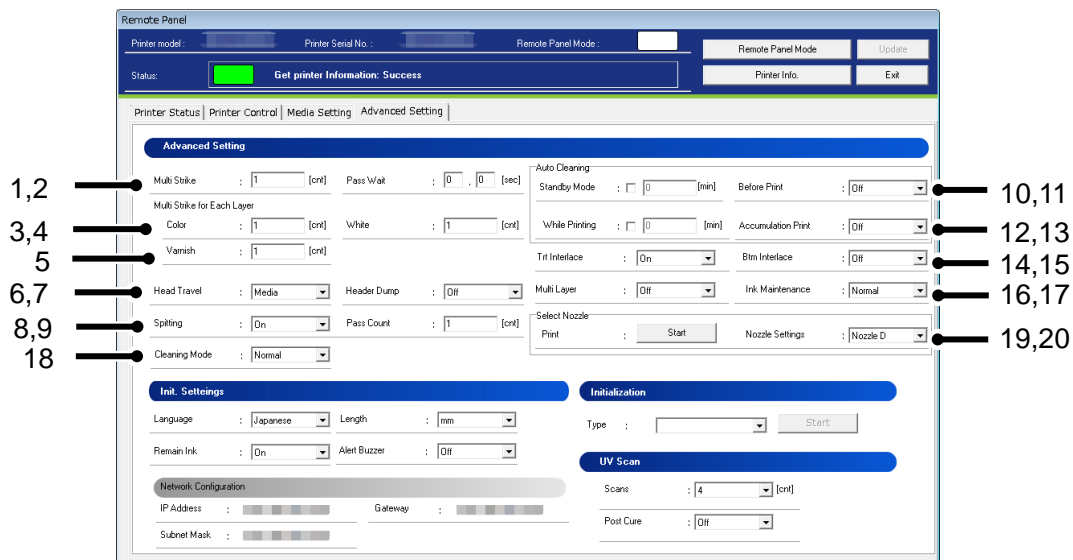 Remote Panel
Printer model : Printer Serial No. : Remote Panel Mode : Remote Panel Mode Update
Status: Get printer Information: Success Printer Info. Exit
Printer Status Printer Control Media Setting Advanced Setting
Advanced Setting
Auto Cleaning
1,2 Multi Strike : 1 [cnt] Pass Wait : 0 . 0 [sec] Standby Mode : 0 [min] Before Print : Off 10,11
Multi Strike for Each Layer
3,4 Color : 1 [cnt] White : 1 [cnt] While Printing : 0 [min] Accumulation Print : Off 12,13
5 Varnish : 1 [cnt] Trt Interlace : On Btm Interlace : Off 14,15
6,7 Head Travel : Media Header Dump : Off Multi Layer : Off Ink Maintenance : Normal 16,17
Select Nozzle
8,9 Spitting : On Pass Count : 1 [cnt] Print : Start Nozzle Settings : Nozzle D 19,20
18 Cleaning Mode : Normal
Init. Setteings Initialization
Language : Japanese Length : mm Type : Start
Remain Ink : On Alert Buzzer : Off
UV Scan
Network Configuration Scans : 4 [cnt]
IP Address : Gateway :
Post Cure : Off
Subnet Mask :